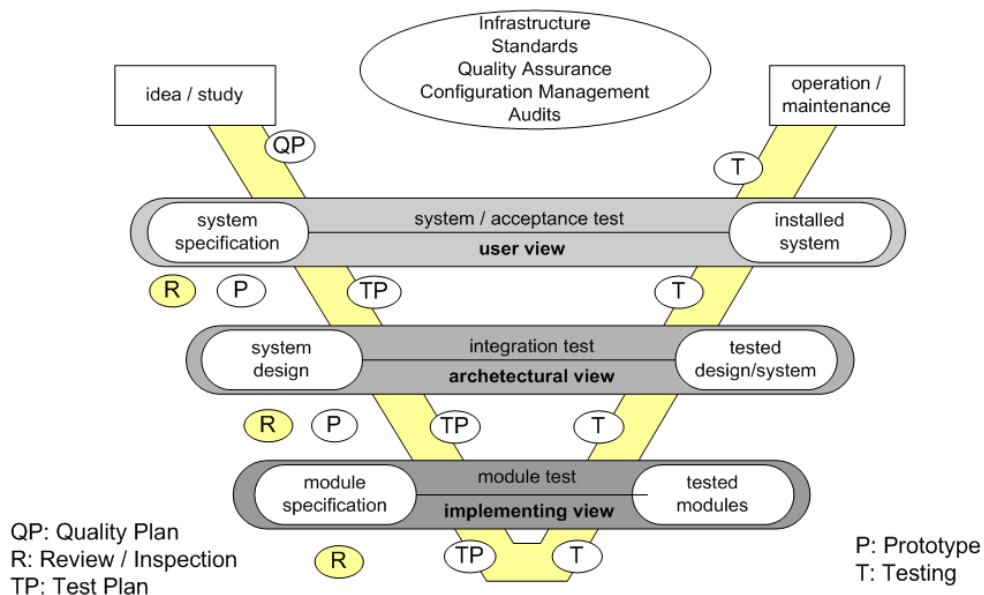 Infrastructure
Standards
Quality Assurance
Configuration Management
Audits
idea / study
operation /
maintenance
QP
T
system
specification
system / acceptance test
user view
installed
system
R
P
TP
T
system
design
integration test
archetectural view
tested
design/system
R
P
TP
T
module
specification
module test
implementing view
tested
modules
R
TP
T
QP: Quality Plan
R: Review / Inspection
TP: Test Plan
P: Prototype
T: Testing